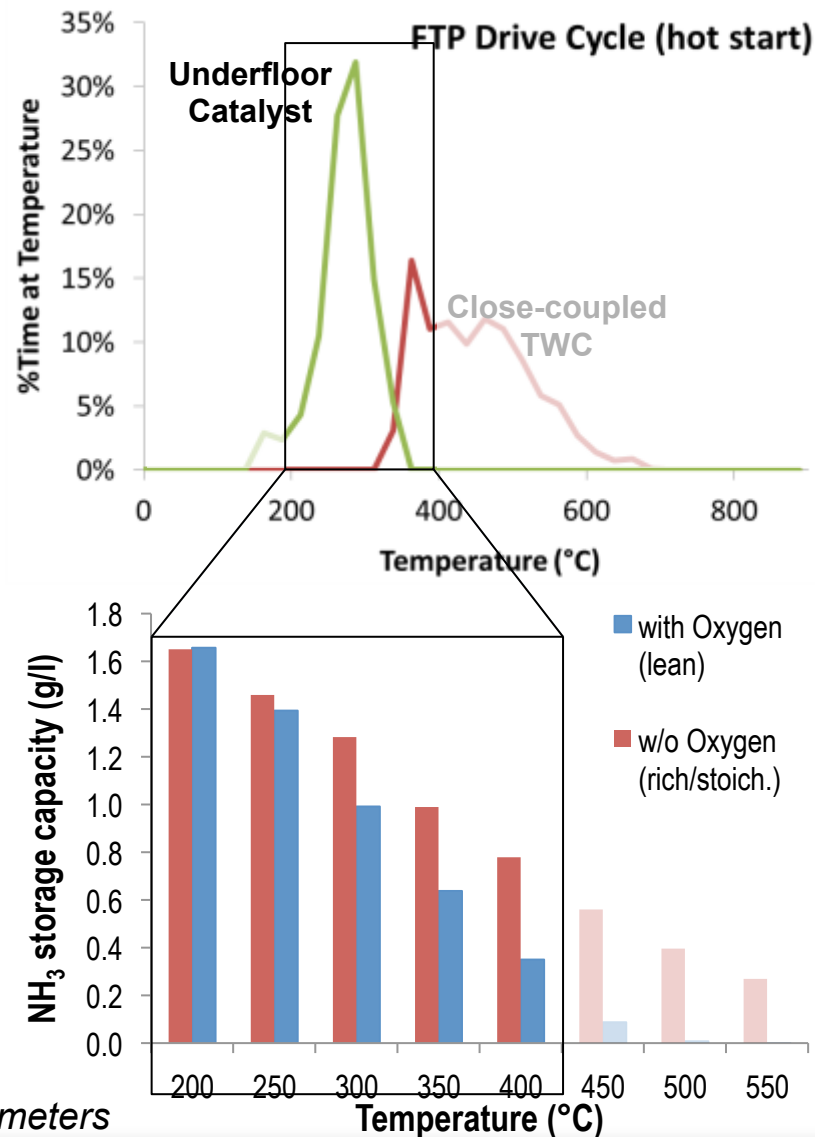 FTP Drive Cycle (hot start)
Underfloor
Catalyst
Close-coupled
TWC
%Time at Temperature
35%
30%
25%
20%
15%
10%
5%
0%
0 200 400 600 800
Temperature (°C)
with Oxygen
(lean)
w/o Oxygen
(rich/stoich.)
NH3 storage capacity (g/l)
1.8
1.6
1.4
1.2
1.0
0.8
0.6
0.4
0.2
0.0
200 250 300 350 400 450 500 550
Temperature (°C)
meters